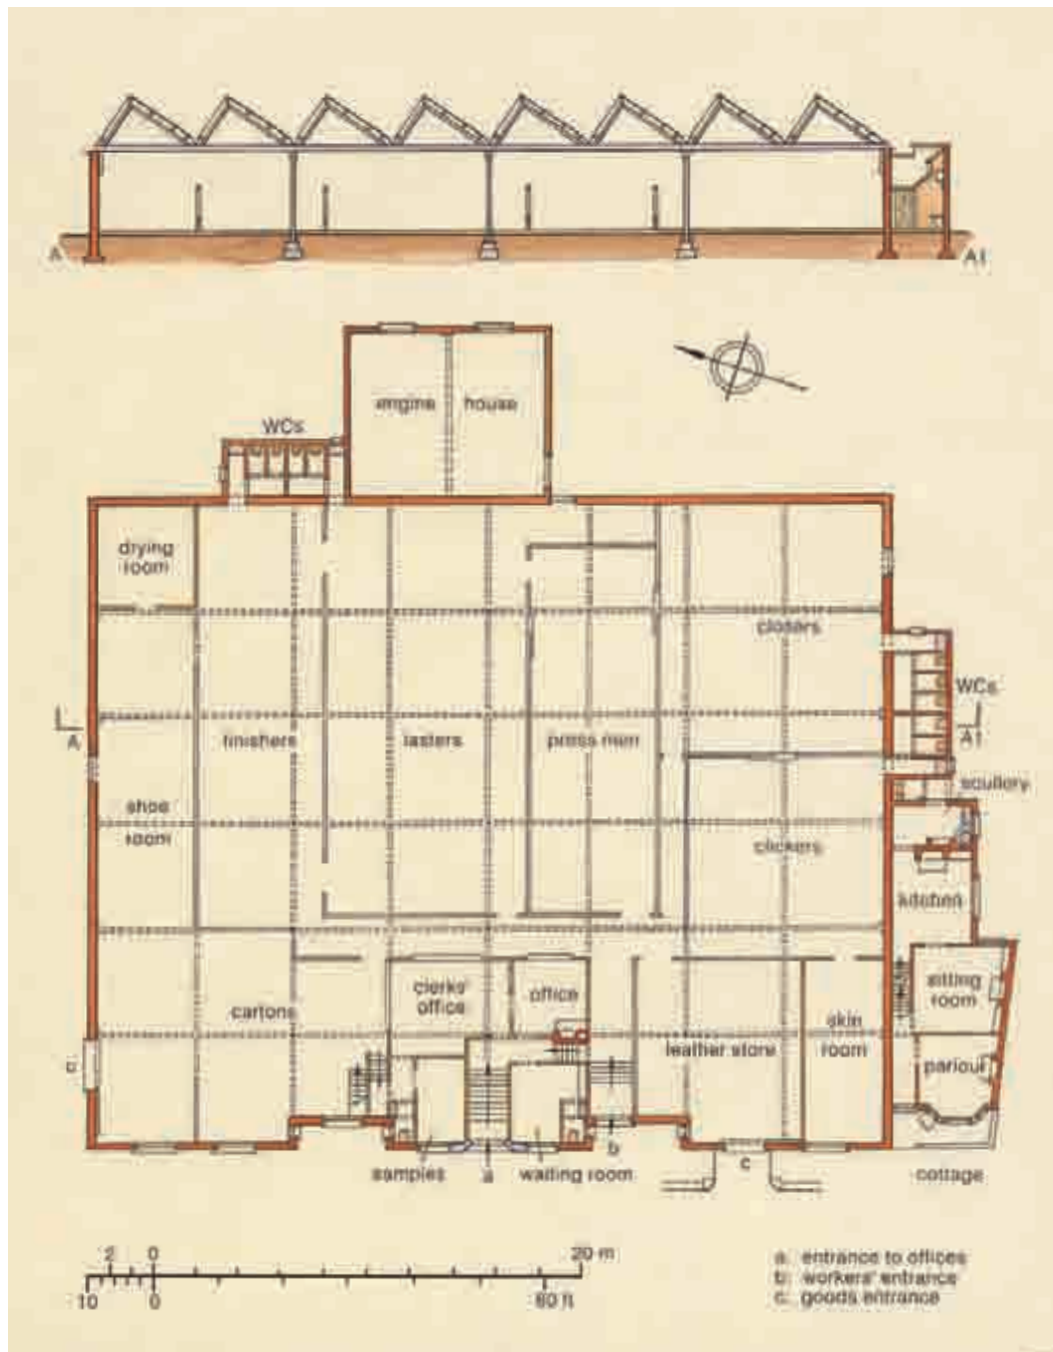 A
A1
engine house
WCs
drying
room
closers
WCs
A
A1
finishers
lasters
press men
scullery
shoe
room
clickers
kitchen
clerks'
office
office
sitting
room
cartons
skin
room
leather store
parlour
c
samples
a
waiting room
b
c
cottage
2 0 20 m
10 0 60 ft
a: entrance to offices
b: workers' entrance
c: goods entrance